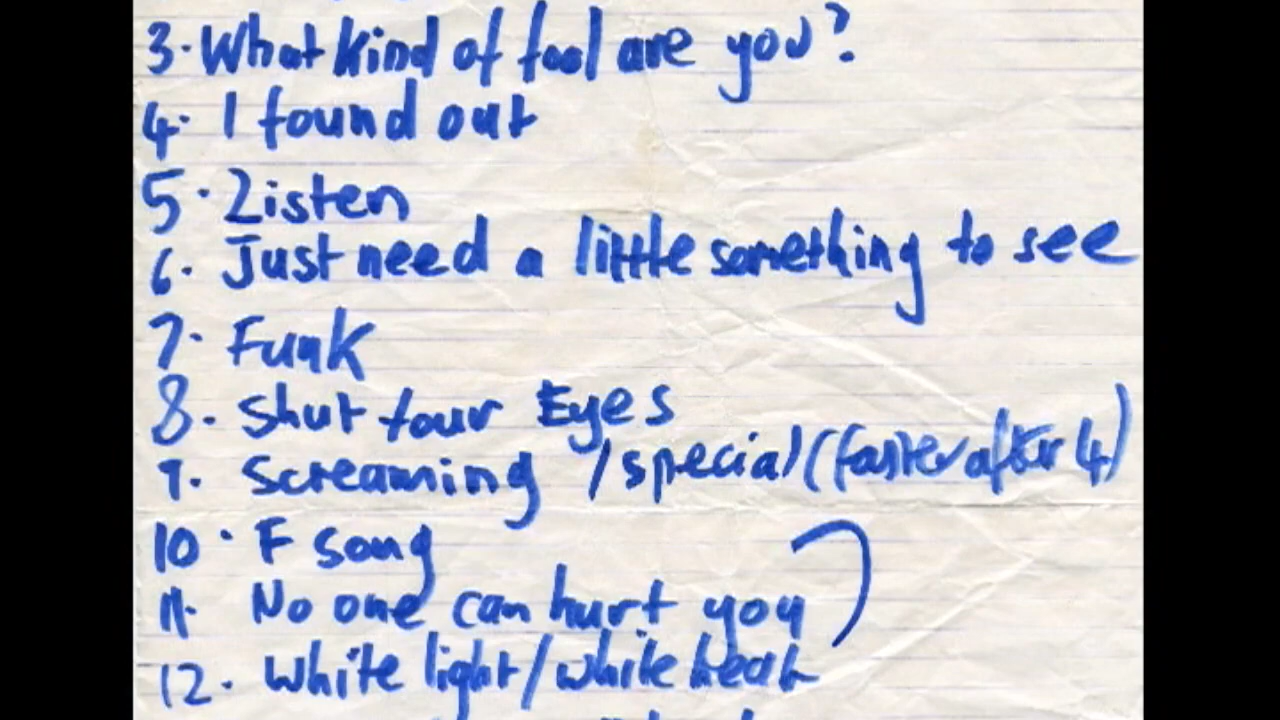 3. What kind of fool are you?
4. I found out
5. Listen
6. Just need a little something to see
7. Funk
8. Shut your Eyes
9. Screaming /special (faster after 4)
10. F song
11. No one can hurt you
12. white light/white heat